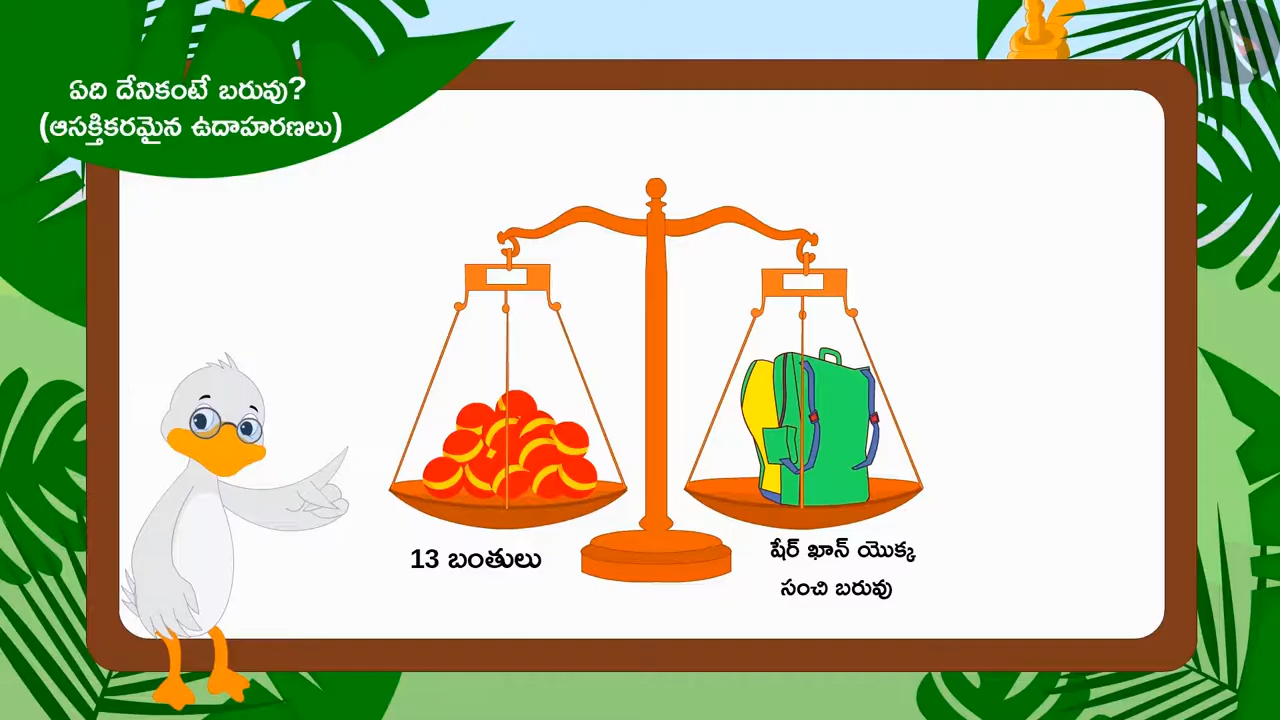 ఏది దేనికంటే బరువు?
(ఆసక్తికరమైన ఉదాహరణలు)
13 బంతులు
షేర్ ఖాన్ యొక్క
సంచి బరువు